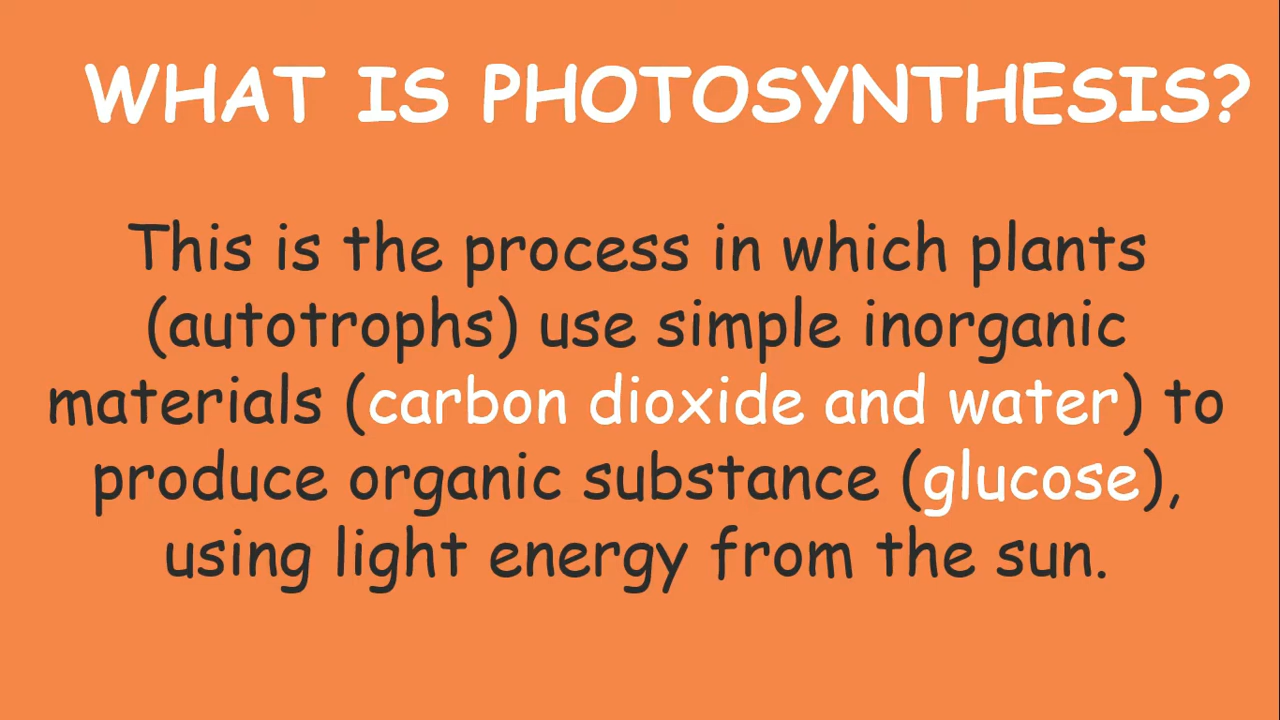 WHAT IS PHOTOSYNTHESIS?
This is the process in which plants
(autotrophs) use simple inorganic
materials (carbon dioxide and water) to
produce organic substance (glucose),
using light energy from the sun.